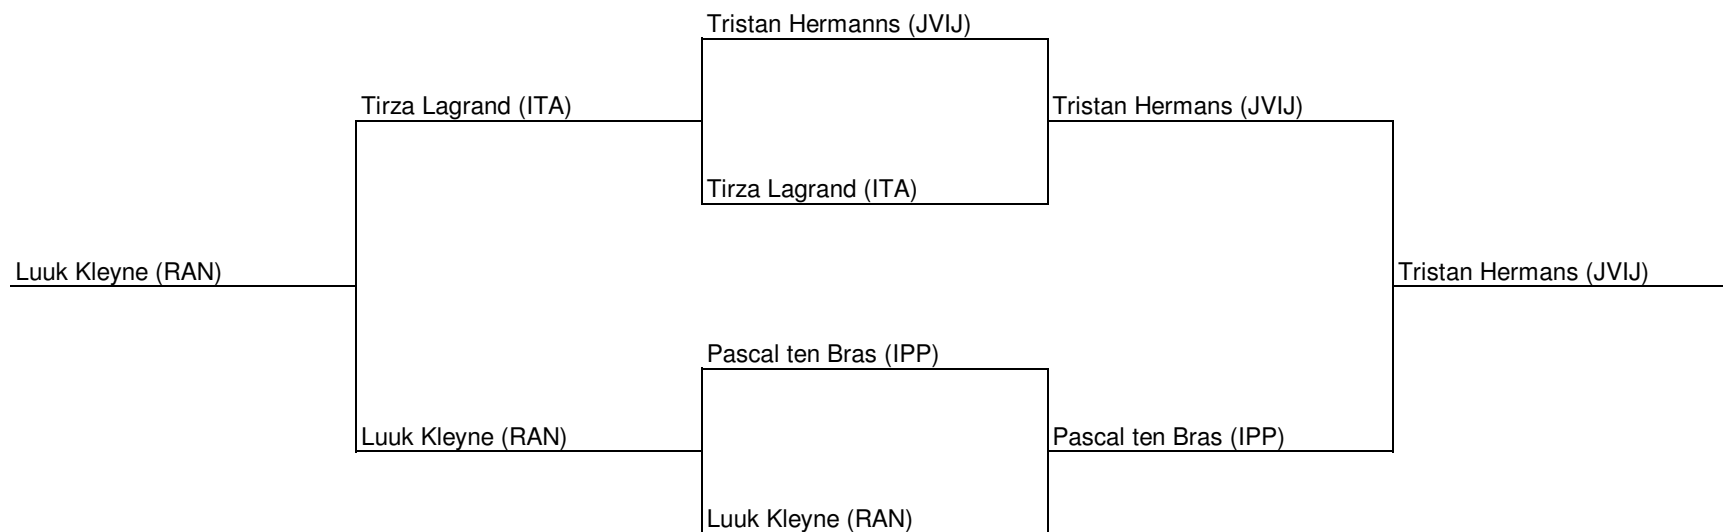 Tristan Hermanns (JVIJ)
Tirza Lagrand (ITA)
Tristan Hermans (JVIJ)
Tirza Lagrand (ITA)
Luuk Kleyne (RAN)
Tristan Hermans (JVIJ)
Pascal ten Bras (IPP)
Luuk Kleyne (RAN)
Pascal ten Bras (IPP)
Luuk Kleyne (RAN)